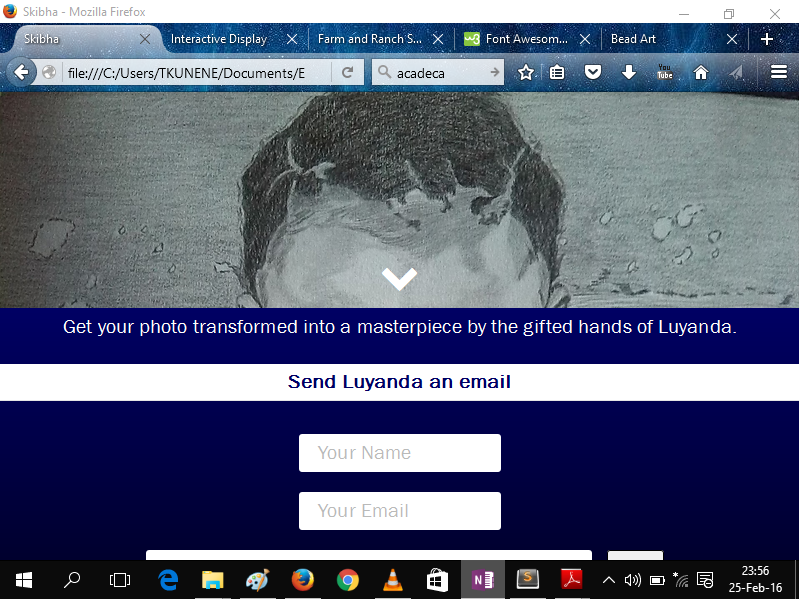 Skibha - Mozilla Firefox
Skibha
Interactive Display
Farm and Ranch S...
Font Awesom...
Bead Art
file:///C:/Users/TKUNENE/Documents/E
acadeca
You
Tube
Get your photo transformed into a masterpiece by the gifted hands of Luyanda.
Send Luyanda an email
Your Name
Your Email
23:56
25-Feb-16